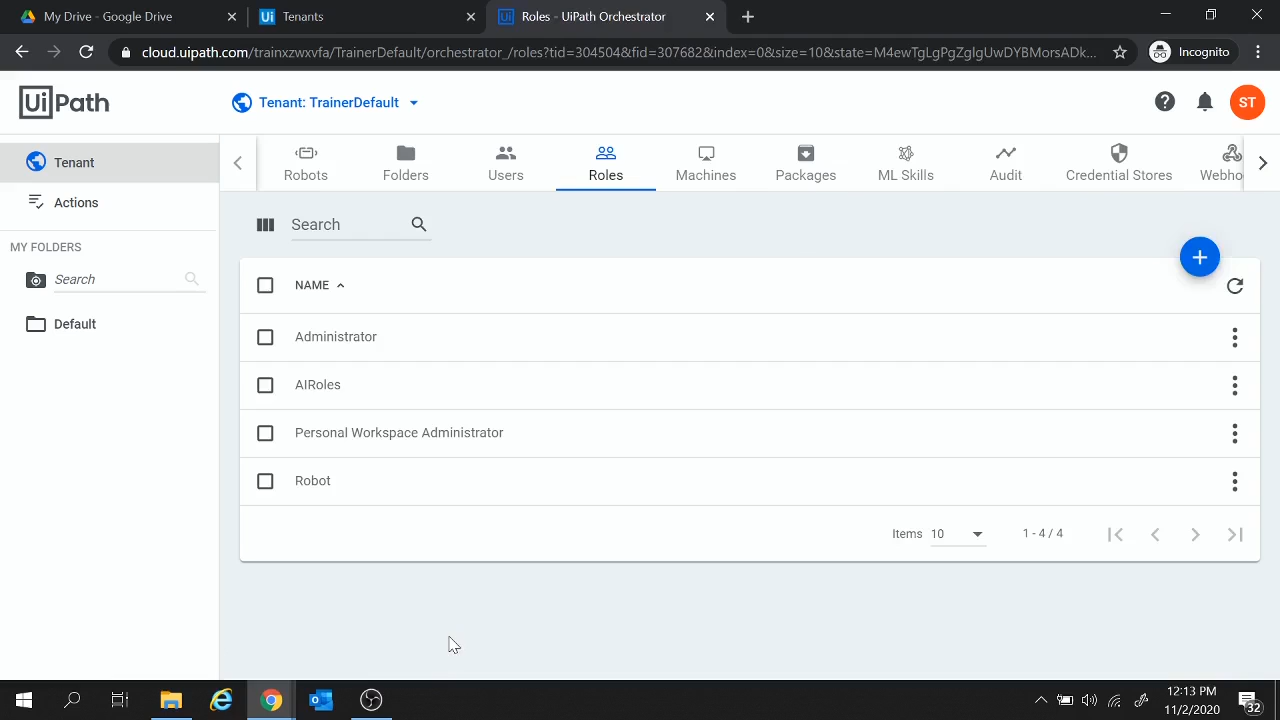 My Drive - Google Drive
Tenants
Roles - UiPath Orchestrator
cloud.uipath.com/trainxzwxvfa/TrainerDefault/orchestrator_/roles?tid=304504&fid=307682&index=0&size=10&state=M4ewTgLgPgZglgUwDYBMorsADk...
Incognito
UiPath
Tenant: TrainerDefault
ST
Tenant
Actions
MY FOLDERS
Search
Default
Robots
Folders
Users
Roles
Machines
Packages
ML Skills
Audit
Credential Stores
Webho
Search
NAME
Administrator
AIRoles
Personal Workspace Administrator
Robot
Items 10
1 - 4 / 4
12:13 PM
11/2/2020
32